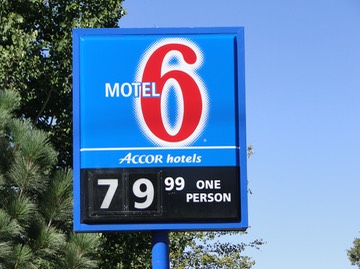 MOTEL 6
ACCOR hotels
79 99 ONE
PERSON